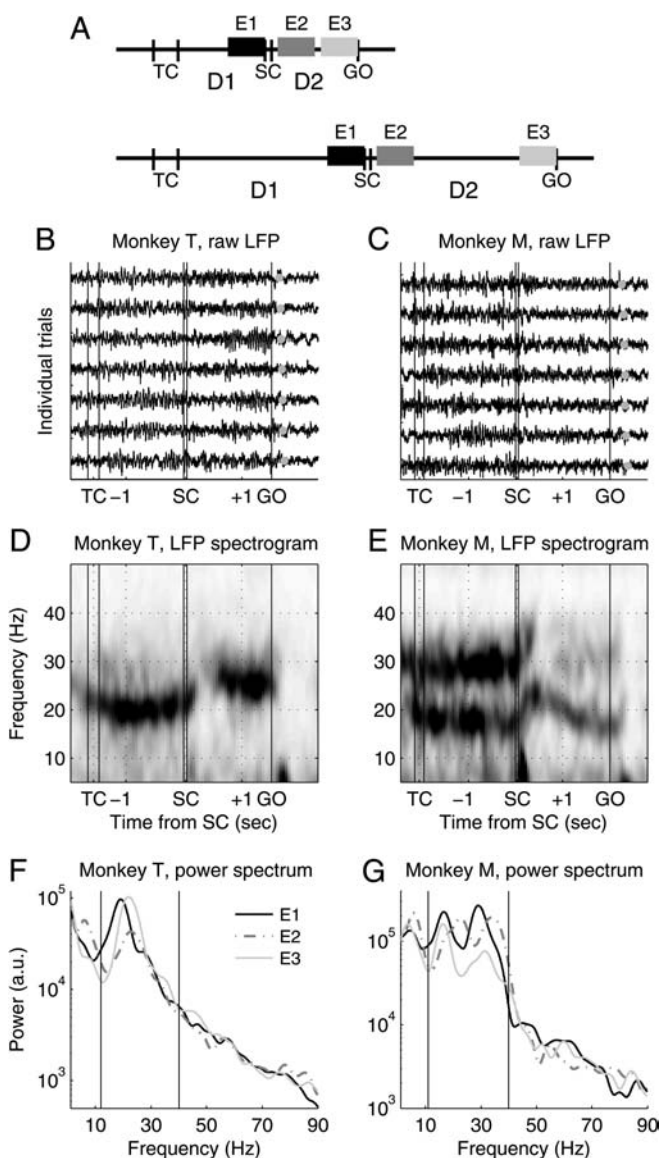 A
E1 E2 E3
TC D1 SC D2 GO
E1 E2 E3
TC D1 SC D2 GO
B Monkey T, raw LFP
Individual trials
TC −1 SC +1 GO
C Monkey M, raw LFP
TC −1 SC +1 GO
D Monkey T, LFP spectrogram
Frequency (Hz)
40
30
20
10
TC −1 SC +1 GO
Time from SC (sec)
E Monkey M, LFP spectrogram
40
30
20
10
TC −1 SC +1 GO
Time from SC (sec)
F Monkey T, power spectrum
Power (a.u.)
10^5
10^4
10^3
E1
E2
E3
10 30 50 70 90
Frequency (Hz)
G Monkey M, power spectrum
10^5
10^4
10^3
10 30 50 70 90
Frequency (Hz)